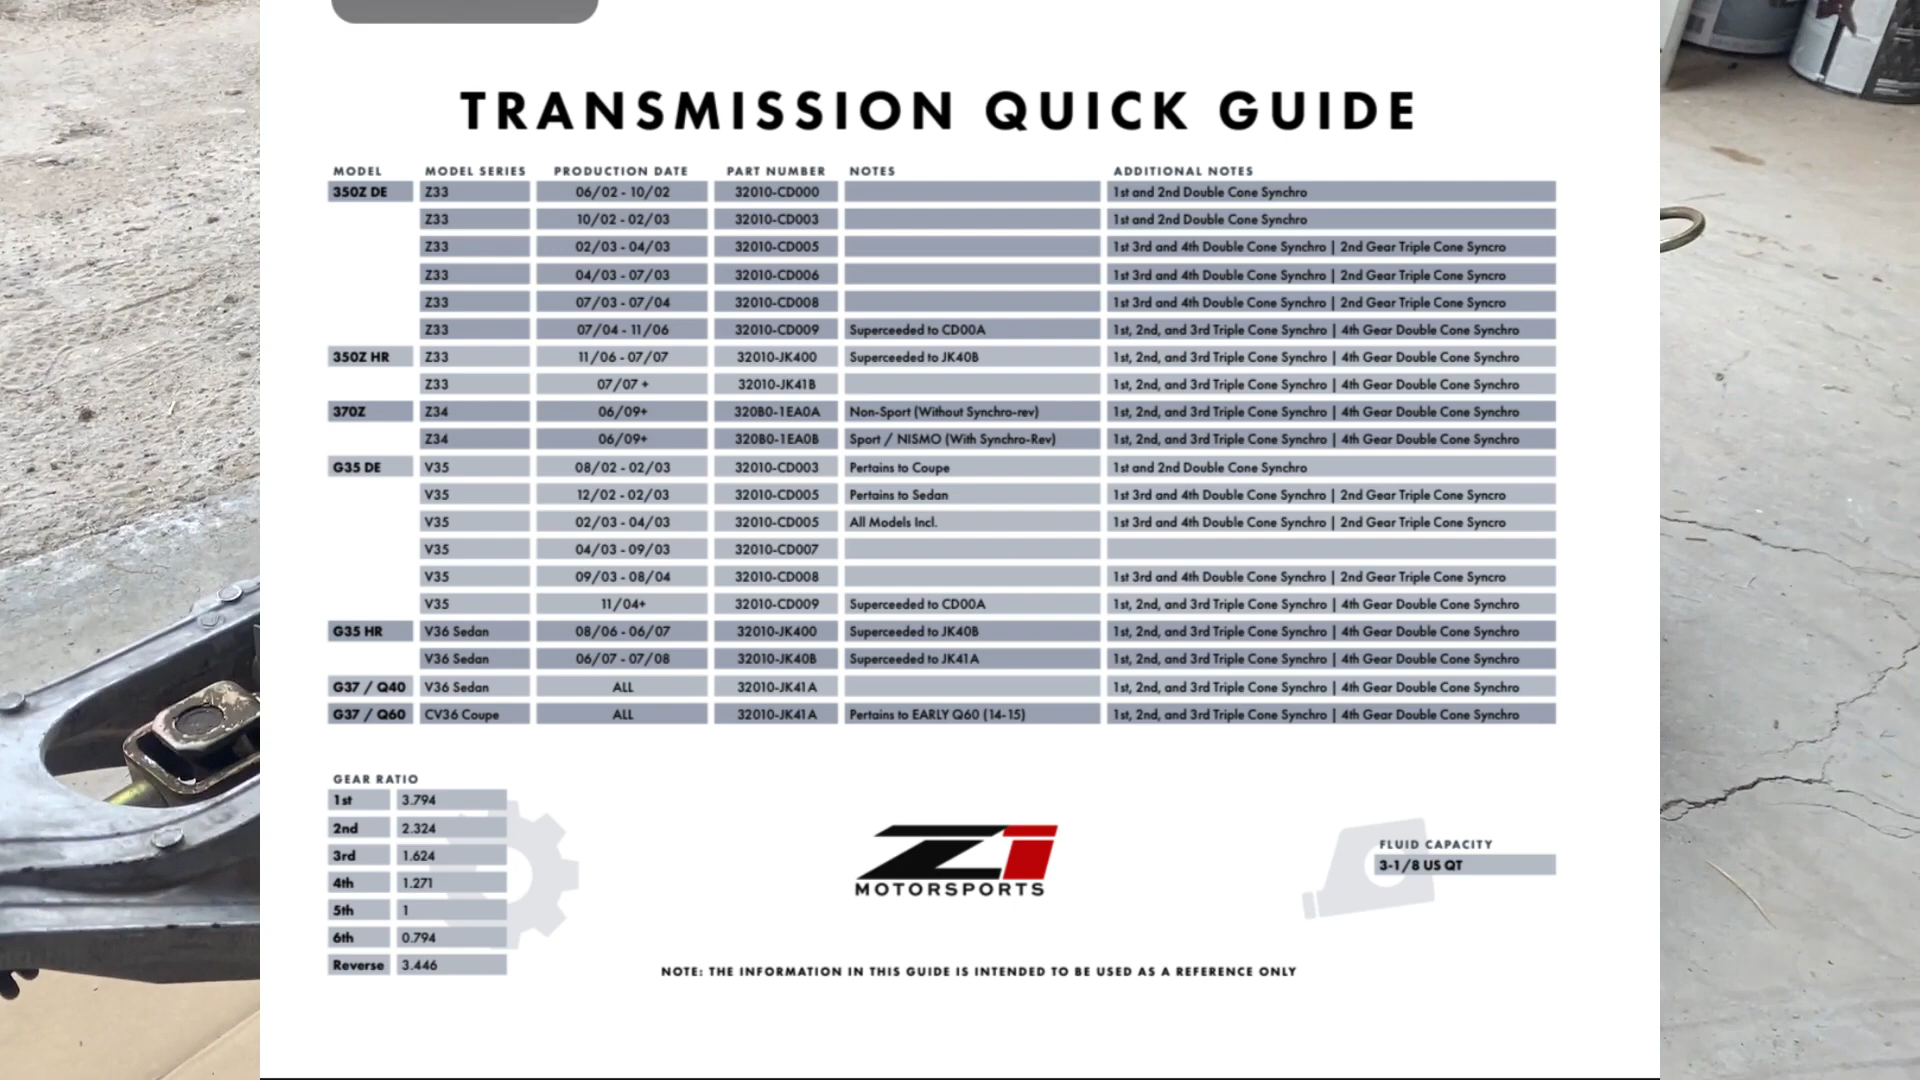 TRANSMISSION QUICK GUIDE
MODEL MODEL SERIES PRODUCTION DATE PART NUMBER NOTES ADDITIONAL NOTES
350Z DE Z33 06/02 - 10/02 32010-CD000 1st and 2nd Double Cone Synchro
Z33 10/02 - 02/03 32010-CD003 1st and 2nd Double Cone Synchro
Z33 02/03 - 04/03 32010-CD005 1st 3rd and 4th Double Cone Synchro | 2nd Gear Triple Cone Syncro
Z33 04/03 - 07/03 32010-CD006 1st 3rd and 4th Double Cone Synchro | 2nd Gear Triple Cone Syncro
Z33 07/03 - 07/04 32010-CD008 1st 3rd and 4th Double Cone Synchro | 2nd Gear Triple Cone Syncro
Z33 07/04 - 11/06 32010-CD009 Superceeded to CD00A 1st, 2nd, and 3rd Triple Cone Synchro | 4th Gear Double Cone Synchro
350Z HR Z33 11/06 - 07/07 32010-JK400 Superceeded to JK40B 1st, 2nd, and 3rd Triple Cone Synchro | 4th Gear Double Cone Synchro
Z33 07/07 + 32010-JK41B 1st, 2nd, and 3rd Triple Cone Synchro | 4th Gear Double Cone Synchro
370Z Z34 06/09+ 320B0-1EA0A Non-Sport (Without Synchro-rev) 1st, 2nd, and 3rd Triple Cone Synchro | 4th Gear Double Cone Synchro
Z34 06/09+ 320B0-1EA0B Sport / NISMO (With Synchro-Rev) 1st, 2nd, and 3rd Triple Cone Synchro | 4th Gear Double Cone Synchro
G35 DE V35 08/02 - 02/03 32010-CD003 Pertains to Coupe 1st and 2nd Double Cone Synchro
V35 12/02 - 02/03 32010-CD005 Pertains to Sedan 1st 3rd and 4th Double Cone Synchro | 2nd Gear Triple Cone Syncro
V35 02/03 - 04/03 32010-CD005 All Models Incl. 1st 3rd and 4th Double Cone Synchro | 2nd Gear Triple Cone Syncro
V35 04/03 - 09/03 32010-CD007
V35 09/03 - 08/04 32010-CD008 1st 3rd and 4th Double Cone Synchro | 2nd Gear Triple Cone Syncro
V35 11/04+ 32010-CD009 Superceeded to CD00A 1st, 2nd, and 3rd Triple Cone Synchro | 4th Gear Double Cone Synchro
G35 HR V36 Sedan 08/06 - 06/07 32010-JK400 Superceeded to JK40B 1st, 2nd, and 3rd Triple Cone Synchro | 4th Gear Double Cone Synchro
V36 Sedan 06/07 - 07/08 32010-JK40B Superceeded to JK41A 1st, 2nd, and 3rd Triple Cone Synchro | 4th Gear Double Cone Synchro
G37 / Q40 V36 Sedan ALL 32010-JK41A 1st, 2nd, and 3rd Triple Cone Synchro | 4th Gear Double Cone Synchro
G37 / Q60 CV36 Coupe ALL 32010-JK41A Pertains to EARLY Q60 (14-15) 1st, 2nd, and 3rd Triple Cone Synchro | 4th Gear Double Cone Synchro
GEAR RATIO
1st 3.794
2nd 2.324
3rd 1.624
4th 1.271
5th 1
6th 0.794
Reverse 3.446
Z1
MOTORSPORTS
FLUID CAPACITY
3-1/8 US QT
NOTE: THE INFORMATION IN THIS GUIDE IS INTENDED TO BE USED AS A REFERENCE ONLY